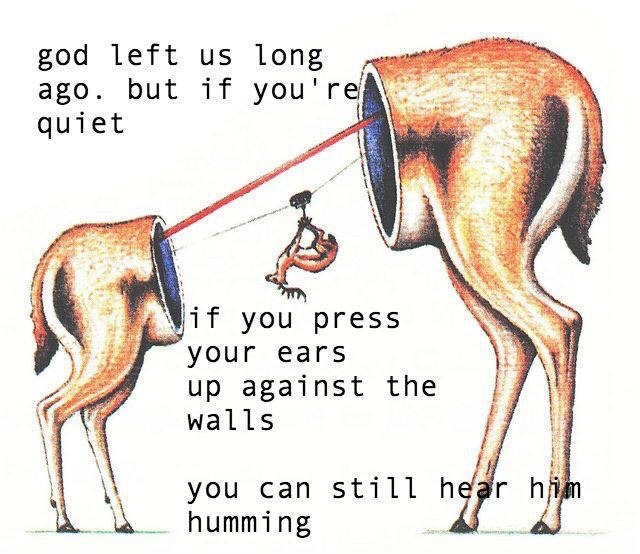 god left us long
ago. but if you're
quiet
if you press
your ears
up against the
walls
you can still hear him
humming